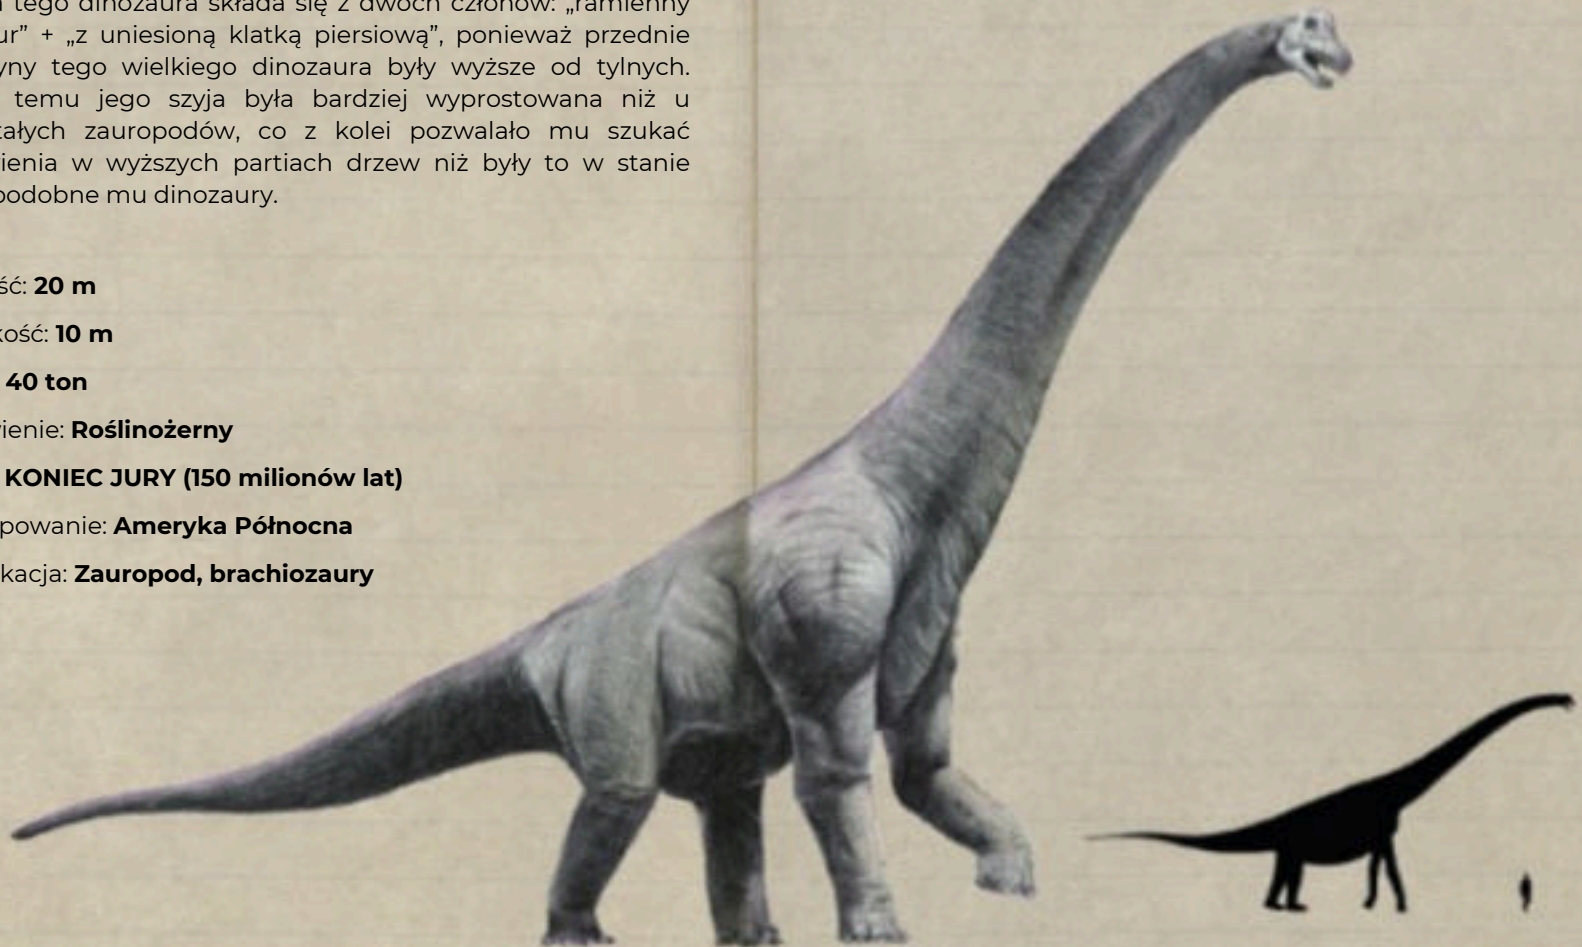 tego dinozaura składa się z dwóch członów: „ramienny
ur” + „z uniesioną klatką piersiową”, ponieważ przednie
yny tego wielkiego dinozaura były wyższe od tylnych.
temu jego szyja była bardziej wyprostowana niż u
tałych zauropodów, co z kolei pozwalało mu szukać
ienia w wyższych partiach drzew niż były to w stanie
podobne mu dinozaury.
ść: 20 m
kość: 10 m
40 ton
ienie: Roślinożerny
KONIEC JURY (150 milionów lat)
powanie: Ameryka Północna
kacja: Zauropod, brachiozaury